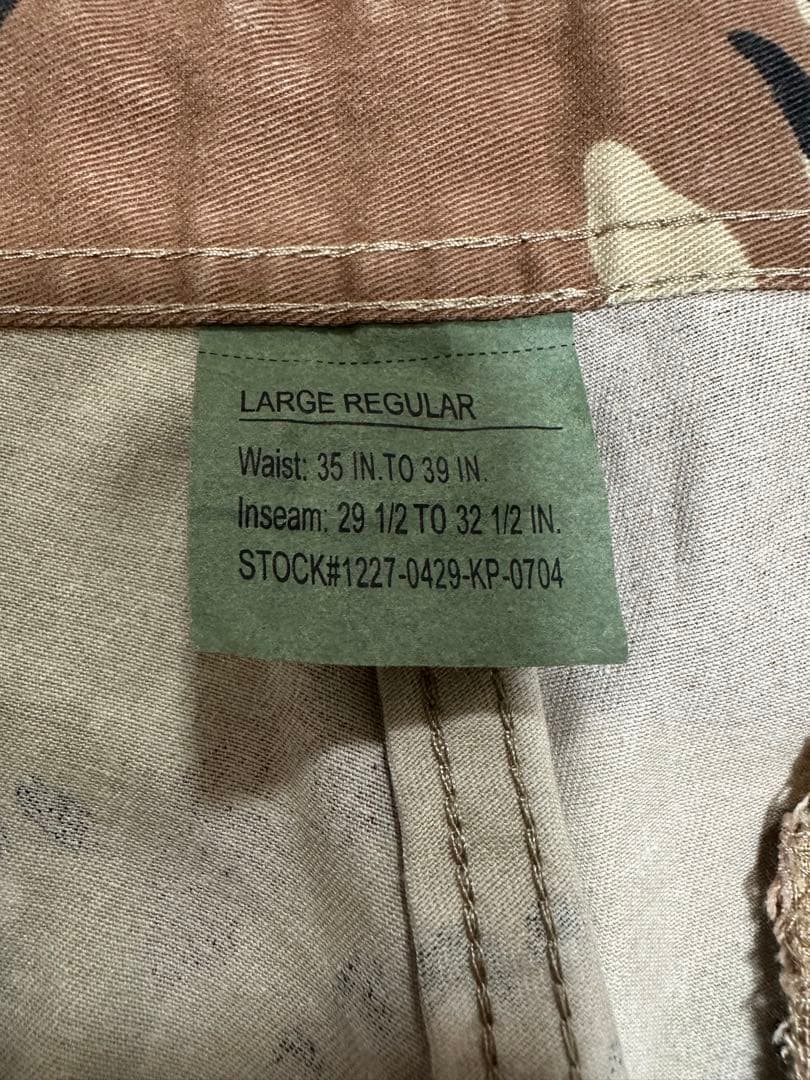 LARGE REGULAR
Waist: 35 IN.TO 39 IN.
Inseam: 29 1/2 TO 32 1/2 IN.
STOCK#1227-0429-KP-0704